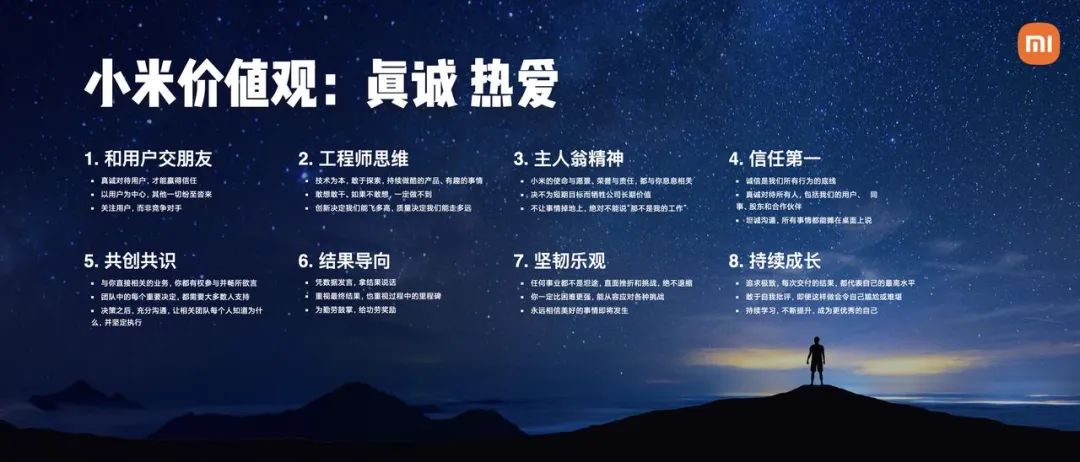 mi
小米价值观：真诚 热爱
1. 和用户交朋友
▪ 真诚对待用户，才能赢得信任
▪ 以用户为中心，其他一切纷至沓来
▪ 关注用户，而非竞争对手
2. 工程师思维
▪ 技术为本，敢于探索，持续做酷的产品、有趣的事情
▪ 敢想敢干。如果不敢想，一定做不到
▪ 创新决定我们能飞多高，质量决定我们能走多远
3. 主人翁精神
▪ 小米的使命与愿景，荣誉与责任，都与你息息相关
▪ 决不为短期目标而牺牲公司长期价值
▪ 不让事情掉地上，绝对不能说“那不是我的工作”
4. 信任第一
▪ 诚信是我们所有行为的底线
▪ 真诚对待所有人，包括我们的用户、 同
事、股东和合作伙伴
▪ 坦诚沟通，所有事情都能摊在桌面上说
5. 共创共识
▪ 与你直接相关的业务，你都有权参与并畅所欲言
▪ 团队中的每个重要决定，都需要大多数人支持
▪ 决策之后，充分沟通，让相关团队每个人知道为什
么，并坚定执行
6. 结果导向
▪ 凭数据发言，拿结果说话
▪ 重视最终结果，也重视过程中的里程碑
▪ 为勤劳鼓掌，给功劳奖励
7. 坚韧乐观
▪ 任何事业都不是坦途，直面挫折和挑战，绝不退缩
▪ 你一定比困难更强，能从容应对各种挑战
▪ 永远相信美好的事情即将发生
8. 持续成长
▪ 追求极致，每次交付的结果，都代表自己的最高水平
▪ 敢于自我批评，即便这样做会令自己尴尬或难堪
▪ 持续学习，不断提升，成为更优秀的自己